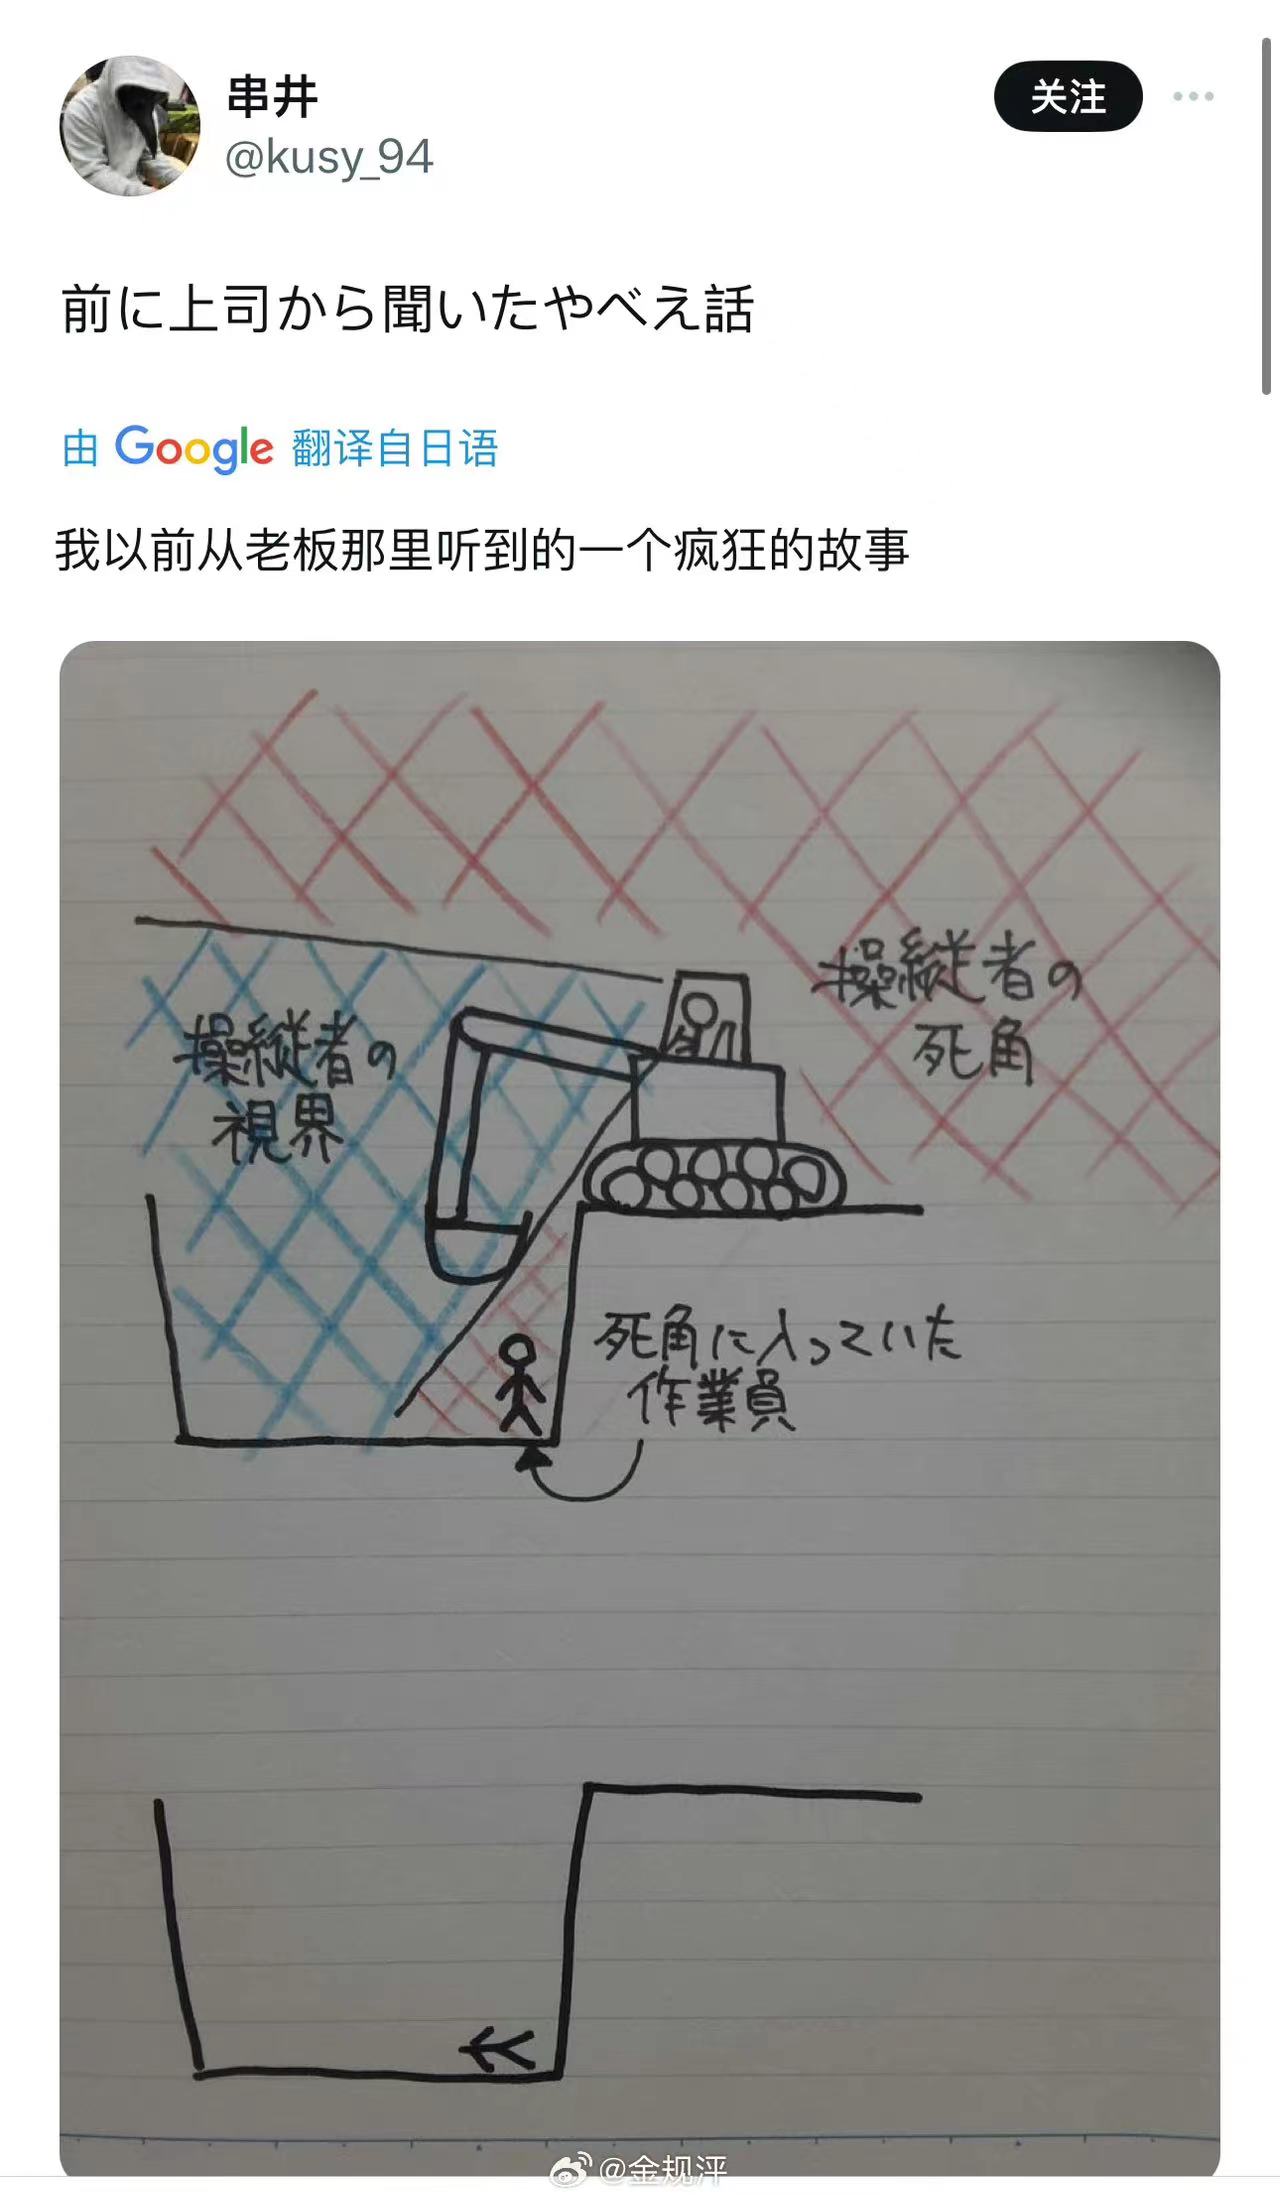 串井
关注
@kusy_94
前に上司から聞いたやべえ話
由 Google 翻译自日语
我以前从老板那里听到的一个疯狂的故事
操縦者の
死角
操縦者の
視界
死角に入っていた
作業員
@金规泙